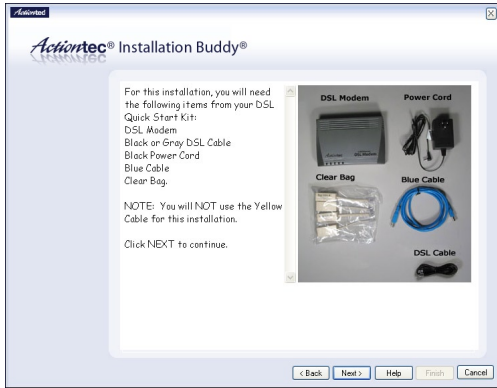 Actiontec
Actiontec® Installation Buddy®
For this installation, you will need
the following items from your DSL
Quick Start Kit:
DSL Modem
Black or Gray DSL Cable
Black Power Cord
Blue Cable
Clear Bag.
NOTE: You will NOT use the Yellow
Cable for this installation.
Click NEXT to continue.
DSL Modem
Power Cord
Clear Bag
Blue Cable
DSL Cable
< Back
Next >
Help
Finish
Cancel